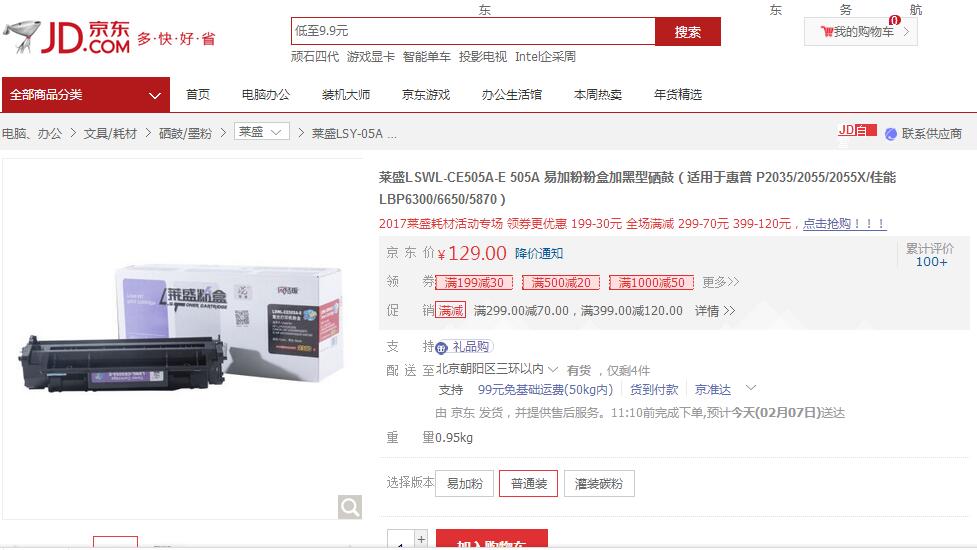 东 东 务 航
JD.COM 京东
多·快·好·省
低至9.9元 搜索
0
我的购物车
顽石四代 游戏显卡 智能单车 投影电视 Intel企采周
全部商品分类 首页 电脑办公 装机大师 京东游戏 办公生活馆 本周热卖 年货精选
电脑、办公 > 文具/耗材 > 硒鼓/墨粉 > 莱盛 > 莱盛LSY-05A ...
JD自 联系供应商
莱盛LSWL-CE505A-E 505A 易加粉粉盒加黑型硒鼓（适用于惠普 P2035/2055/2055X/佳能
LBP6300/6650/5870）
2017莱盛耗材活动专场 领券更优惠 199-30元 全场满减 299-70元 399-120元，点击抢购！！！
京东价 ¥129.00 降价通知
累计评价
100+
领券 满199减30 满500减20 满1000减50 更多>>
促销 满减 满299.00减70.00，满399.00减120.00 详情 >>
支持 礼品购
配送至 北京朝阳区三环以内 有货，仅剩4件
支持 99元免基础运费(50kg内) 货到付款 京准达
由 京东 发货，并提供售后服务。11:10前完成下单,预计今天(02月07日)送达
重量 0.95kg
选择版本 易加粉 普通装 灌装碳粉
1 + 加入购物车
莱盛粉盒
TONER CARTRIDGE